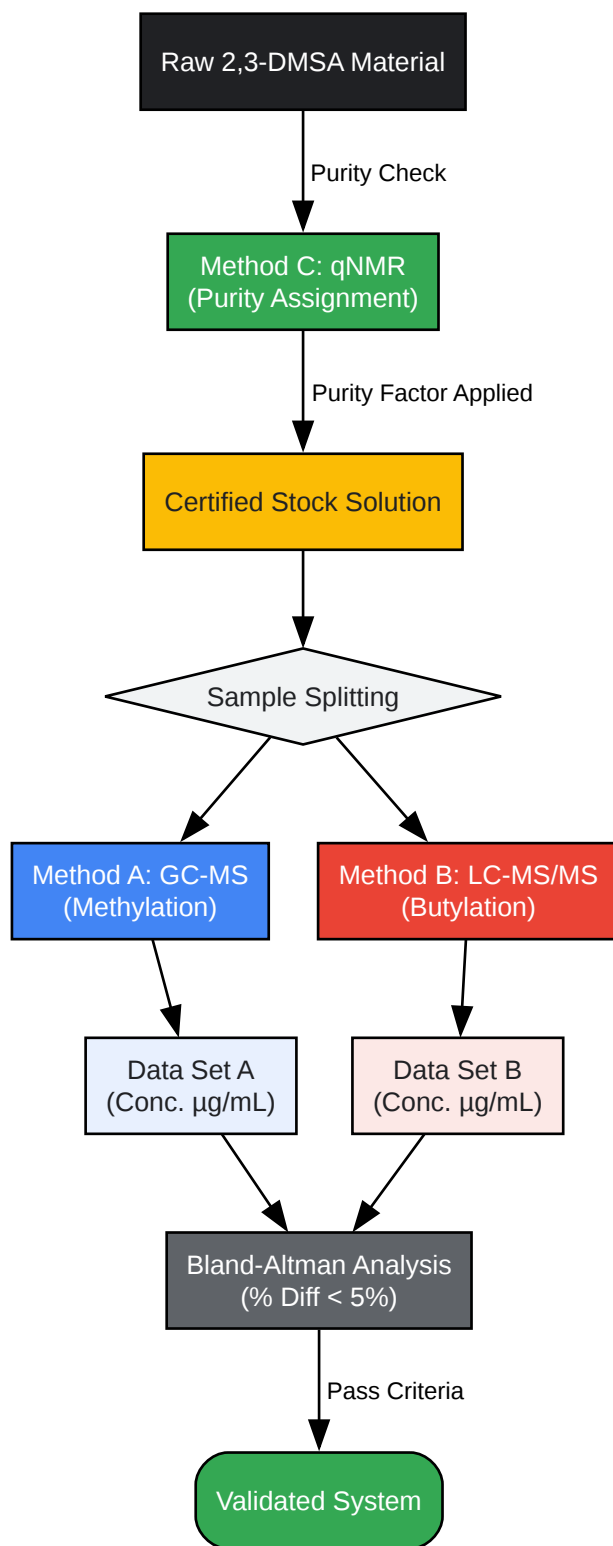 Raw 2,3-DMSA Material
Purity Check
Method C: qNMR
(Purity Assignment)
Purity Factor Applied
Certified Stock Solution
Sample Splitting
Method A: GC-MS
(Methylation)
Method B: LC-MS/MS
(Butylation)
Data Set A
(Conc. µg/mL)
Data Set B
(Conc. µg/mL)
Bland-Altman Analysis
(% Diff < 5%)
Pass Criteria
Validated System